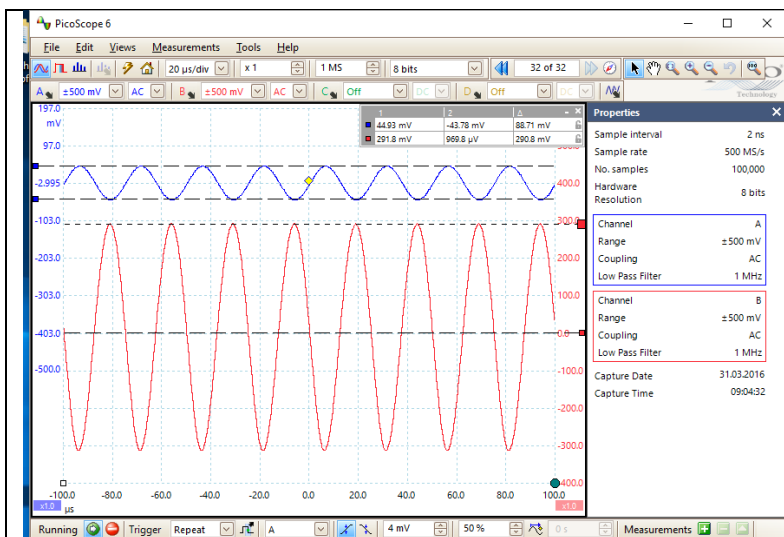 PicoScope 6
File Edit Views Measurements Tools Help
20 µs/div x 1 1 MS 8 bits 32 of 32
A ±500 mV AC B ±500 mV AC C Off DC D Off DC
Technology
197.0
mV
97.0
-2.995
-103.0
-203.0
-303.0
-403.0
-500.0
1 2 Δ
44.93 mV -43.78 mV 88.71 mV
291.8 mV 969.8 µV 290.8 mV
400.0
300.0
200.0
100.0
0.0
-100.0
-200.0
-300.0
-400.0
-100.0 -80.0 -60.0 -40.0 -20.0 0.0 20.0 40.0 60.0 80.0 100.0
x1.0 µs x1.0
Properties
Sample interval 2 ns
Sample rate 500 MS/s
No. samples 100,000
Hardware
Resolution 8 bits
Channel A
Range ±500 mV
Coupling AC
Low Pass Filter 1 MHz
Channel B
Range ±500 mV
Coupling AC
Low Pass Filter 1 MHz
Capture Date 31.03.2016
Capture Time 09:04:32
Running Trigger Repeat A 4 mV 50 % 0 s Measurements